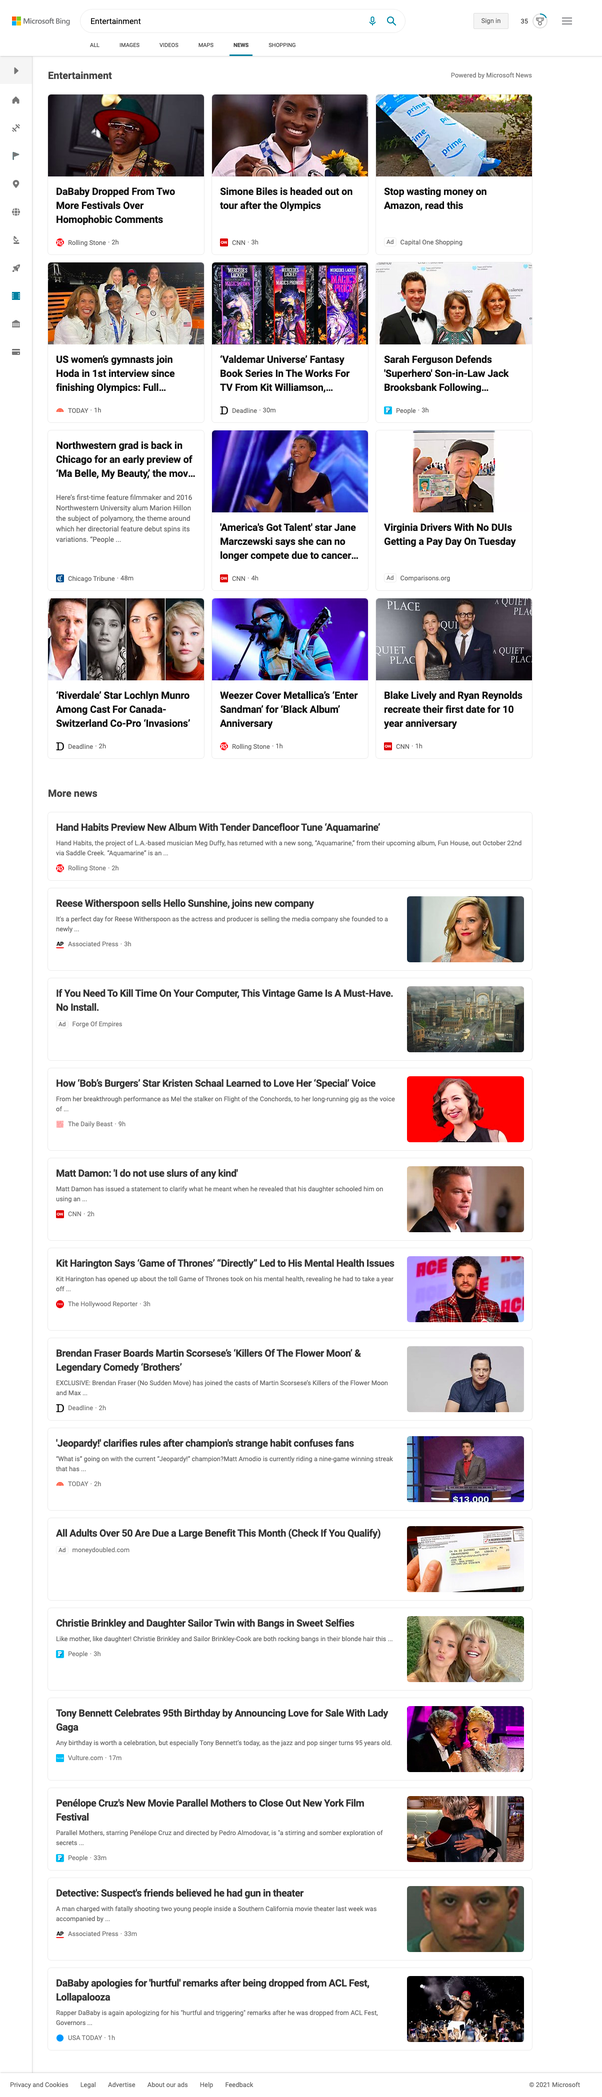 Microsoft Bing
Entertainment
Sign in
35
ALL IMAGES VIDEOS MAPS NEWS SHOPPING
Entertainment
Powered by Microsoft News
DaBaby Dropped From Two
More Festivals Over
Homophobic Comments
Rolling Stone · 2h
Simone Biles is headed out on
tour after the Olympics
CNN · 3h
prime
prime
Stop wasting money on
Amazon, read this
Ad Capital One Shopping
US women's gymnasts join
Hoda in 1st interview since
finishing Olympics: Full...
TODAY · 1h
MERCEDES LACKEY
'Valdemar Universe' Fantasy
Book Series In The Works For
TV From Kit Williamson,...
Deadline · 30m
Sarah Ferguson Defends
'Superhero' Son-in-Law Jack
Brooksbank Following...
People · 3h
Northwestern grad is back in
Chicago for an early preview of
'Ma Belle, My Beauty,' the mov...
Here's first-time feature filmmaker and 2016
Northwestern University alum Marion Hillon
the subject of polyamory, the theme around
which her directorial feature debut spins its
variations. "People ...
Chicago Tribune · 48m
'America's Got Talent' star Jane
Marczewski says she can no
longer compete due to cancer...
CNN · 4h
Virginia Drivers With No DUIs
Getting a Pay Day On Tuesday
Ad Comparisons.org
'Riverdale' Star Lochlyn Munro
Among Cast For Canada-
Switzerland Co-Pro 'Invasions'
Deadline · 2h
Weezer Cover Metallica's 'Enter
Sandman' for 'Black Album'
Anniversary
Rolling Stone · 1h
PLACE
A QUIET
QUIET
PLAC
Blake Lively and Ryan Reynolds
recreate their first date for 10
year anniversary
CNN · 1h
More news
Hand Habits Preview New Album With Tender Dancefloor Tune 'Aquamarine'
Hand Habits, the project of L.A.-based musician Meg Duffy, has returned with a new song, "Aquamarine," from their upcoming album, Fun House, out October 22nd
via Saddle Creek. "Aquamarine" is an ...
Rolling Stone · 2h
Reese Witherspoon sells Hello Sunshine, joins new company
It's a perfect day for Reese Witherspoon as the actress and producer is selling the media company she founded to a
newly ...
AP Associated Press · 3h
If You Need To Kill Time On Your Computer, This Vintage Game Is A Must-Have.
No Install.
Ad Forge Of Empires
How 'Bob's Burgers' Star Kristen Schaal Learned to Love Her 'Special' Voice
From her breakthrough performance as Mel the stalker on Flight of the Conchords, to her long-running gig as the voice
of ...
The Daily Beast · 9h
Matt Damon: 'I do not use slurs of any kind'
Matt Damon has issued a statement to clarify what he meant when he revealed that his daughter schooled him on
using an ...
CNN · 2h
Kit Harington Says 'Game of Thrones' "Directly" Led to His Mental Health Issues
Kit Harington has opened up about the toll Game of Thrones took on his mental health, revealing he had to take a year
off ...
The Hollywood Reporter · 3h
ACE
Brendan Fraser Boards Martin Scorsese's 'Killers Of The Flower Moon' &
Legendary Comedy 'Brothers'
EXCLUSIVE: Brendan Fraser (No Sudden Move) has joined the casts of Martin Scorsese's Killers of the Flower Moon
and Max ...
Deadline · 2h
'Jeopardy!' clarifies rules after champion's strange habit confuses fans
"What is" going on with the current "Jeopardy!" champion?Matt Amodio is currently riding a nine-game winning streak
that has ...
TODAY · 2h
$13,000
All Adults Over 50 Are Due a Large Benefit This Month (Check If You Qualify)
Ad moneydoubled.com
Christie Brinkley and Daughter Sailor Twin with Bangs in Sweet Selfies
Like mother, like daughter! Christie Brinkley and Sailor Brinkley-Cook are both rocking bangs in their blonde hair this ...
People · 3h
Tony Bennett Celebrates 95th Birthday by Announcing Love for Sale With Lady
Gaga
Any birthday is worth a celebration, but especially Tony Bennett's today, as the jazz and pop singer turns 95 years old.
Vulture.com · 17m
Penélope Cruz's New Movie Parallel Mothers to Close Out New York Film
Festival
Parallel Mothers, starring Penélope Cruz and directed by Pedro Almodovar, is "a stirring and somber exploration of
secrets ...
People · 33m
Detective: Suspect's friends believed he had gun in theater
A man charged with fatally shooting two young people inside a Southern California movie theater last week was
accompanied by ...
AP Associated Press · 33m
DaBaby apologies for 'hurtful' remarks after being dropped from ACL Fest,
Lollapalooza
Rapper DaBaby is again apologizing for his "hurtful and triggering" remarks after he was dropped from ACL Fest,
Governors ...
USA TODAY · 1h
Privacy and Cookies Legal Advertise About our ads Help Feedback
© 2021 Microsoft